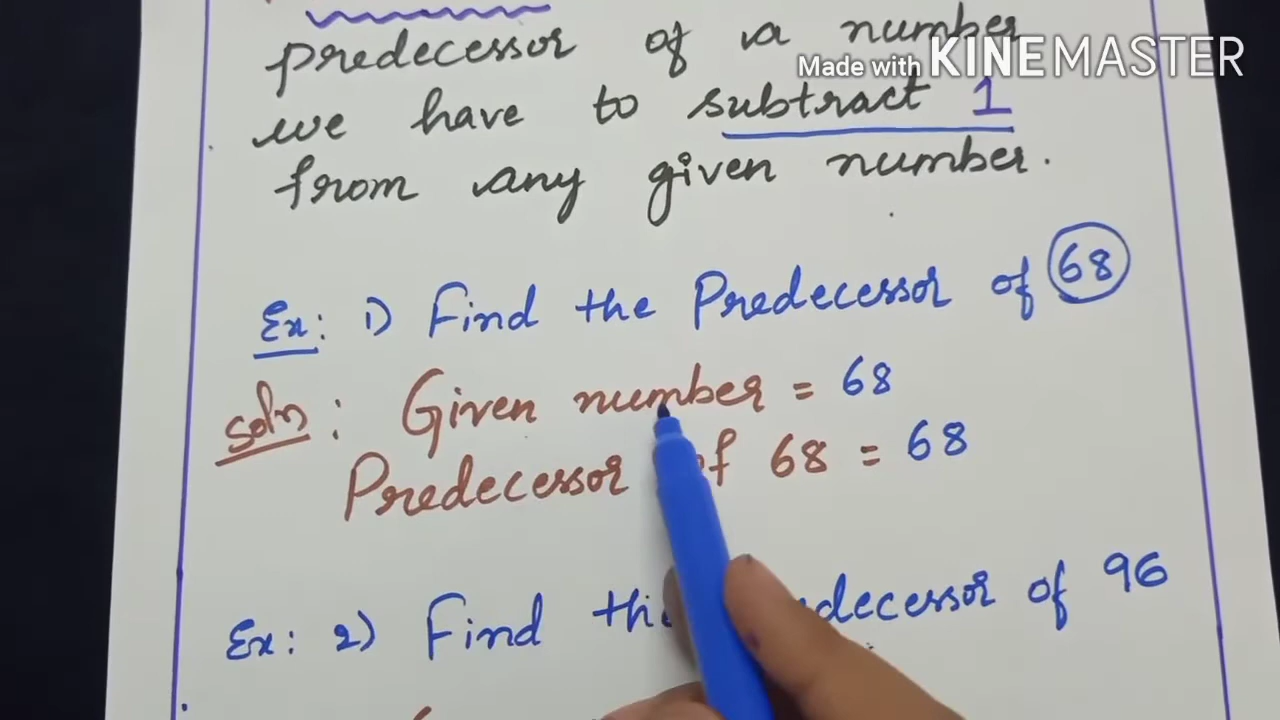 predecessor of a number
Made with KINEMASTER
we have to subtract 1
from any given number.
Ex: 1) Find the Predecessor of 68
Soln: Given number = 68
Predecessor of 68 = 68
Ex: 2) Find the of 96